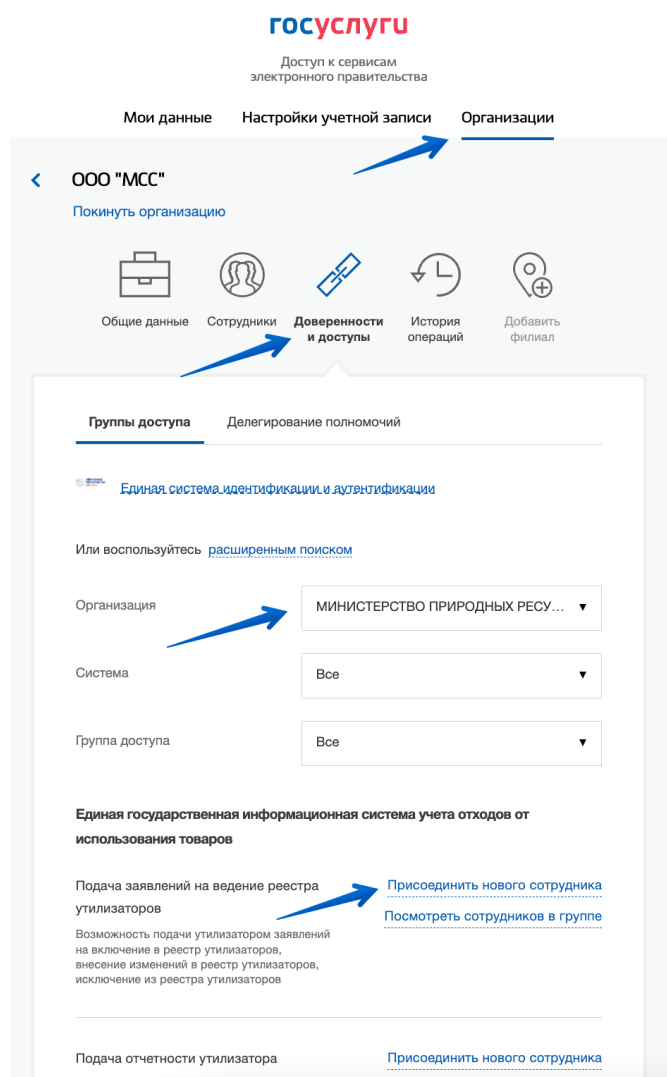 госуслуги
Доступ к сервисам
электронного правительства
Мои данные
Настройки учетной записи
Организации
ООО "МСС"
Покинуть организацию
Общие данные
Сотрудники
Доверенности
и доступы
История
операций
Добавить
филиал
Группы доступа
Делегирование полномочий
Единая система идентификации и аутентификации
Или воспользуйтесь расширенным поиском
Организация
МИНИСТЕРСТВО ПРИРОДНЫХ РЕСУ...
Система
Все
Группа доступа
Все
Единая государственная информационная система учета отходов от
использования товаров
Подача заявлений на ведение реестра
утилизаторов
Присоединить нового сотрудника
Посмотреть сотрудников в группе
Возможность подачи утилизатором заявлений
на включение в реестр утилизаторов,
внесение изменений в реестр утилизаторов,
исключение из реестра утилизаторов
Подача отчетности утилизатора
Присоединить нового сотрудника